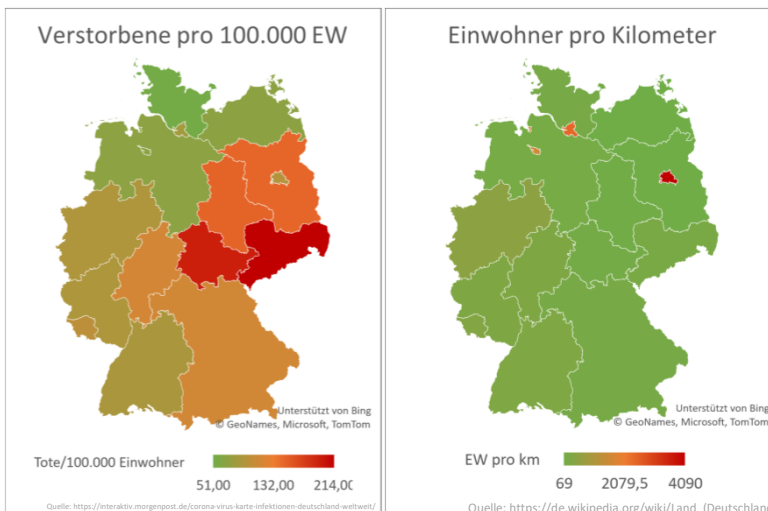 Verstorbene pro 100.000 EW
Unterstützt von Bing
© GeoNames, Microsoft, TomTom
Tote/100.000 Einwohner
51,00 132,00 214,00
Quelle: https://interaktiv.morgenpost.de/corona-virus-karte-infektionen-deutschland-weltweit/
Einwohner pro Kilometer
Unterstützt von Bing
© GeoNames, Microsoft, TomTom
EW pro km
69 2079,5 4090
Quelle: https://de.wikipedia.org/wiki/Land_(Deutschland